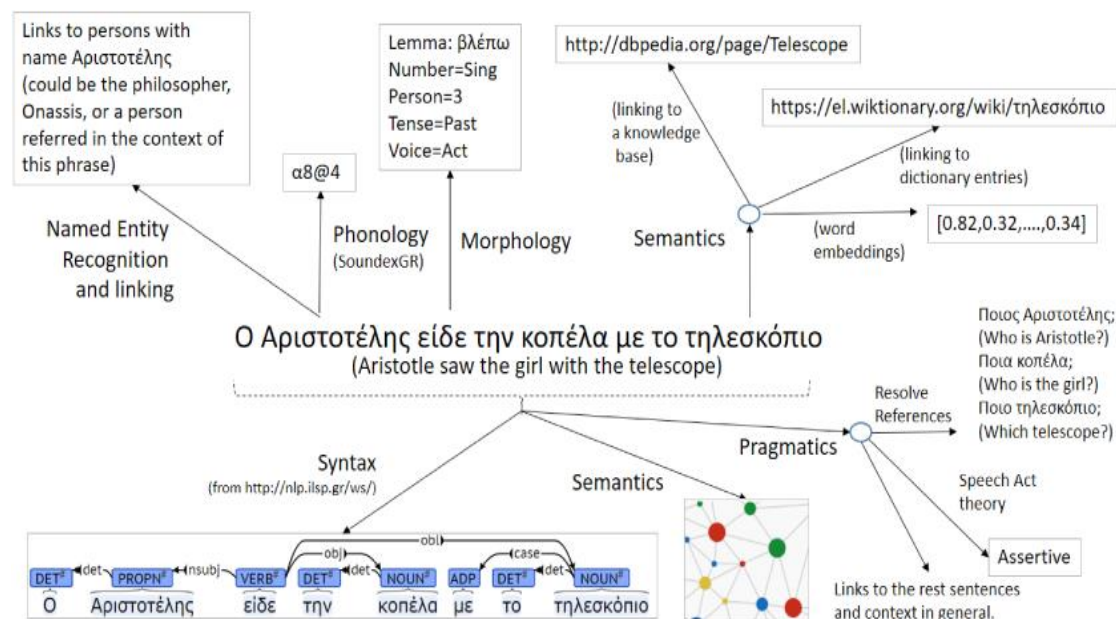 Links to persons with
name Αριστοτέλης
(could be the philosopher,
Onassis, or a person
referred in the context of
this phrase)
α8@4
Lemma: βλέπω
Number=Sing
Person=3
Tense=Past
Voice=Act
http://dbpedia.org/page/Telescope
https://el.wiktionary.org/wiki/τηλεσκόπιο
(linking to
a knowledge
base)
(linking to
dictionary entries)
[0.82,0.32,....,0.34]
(word
embeddings)
Named Entity
Recognition
and linking
Phonology
(SoundexGR)
Morphology
Semantics
Ο Αριστοτέλης είδε την κοπέλα με το τηλεσκόπιο
(Aristotle saw the girl with the telescope)
Ποιος Αριστοτέλης;
(Who is Aristotle?)
Ποια κοπέλα;
(Who is the girl?)
Ποιο τηλεσκόπιο;
(Which telescope?)
Resolve
References
Pragmatics
Syntax
(from http://nlp.ilsp.gr/ws/)
Semantics
Speech Act
theory
Assertive
Links to the rest sentences
and context in general.
obl
obj case
det nsubj det det
DET# PROPN# VERB# DET# NOUN# ADP DET# NOUN#
Ο Αριστοτέλης είδε την κοπέλα με το τηλεσκόπιο